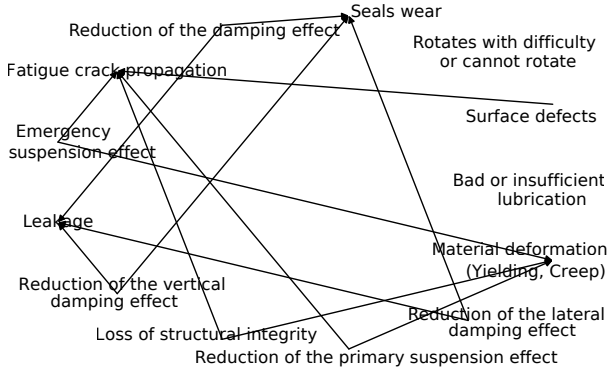 Seals wear
Reduction of the damping effect
Rotates with difficulty
or cannot rotate
Fatigue crack propagation
Surface defects
Emergency
suspension effect
Bad or insufficient
lubrication
Leakage
Material deformation
(Yielding, Creep)
Reduction of the vertical
damping effect
Reduction of the lateral
damping effect
Loss of structural integrity
Reduction of the primary suspension effect